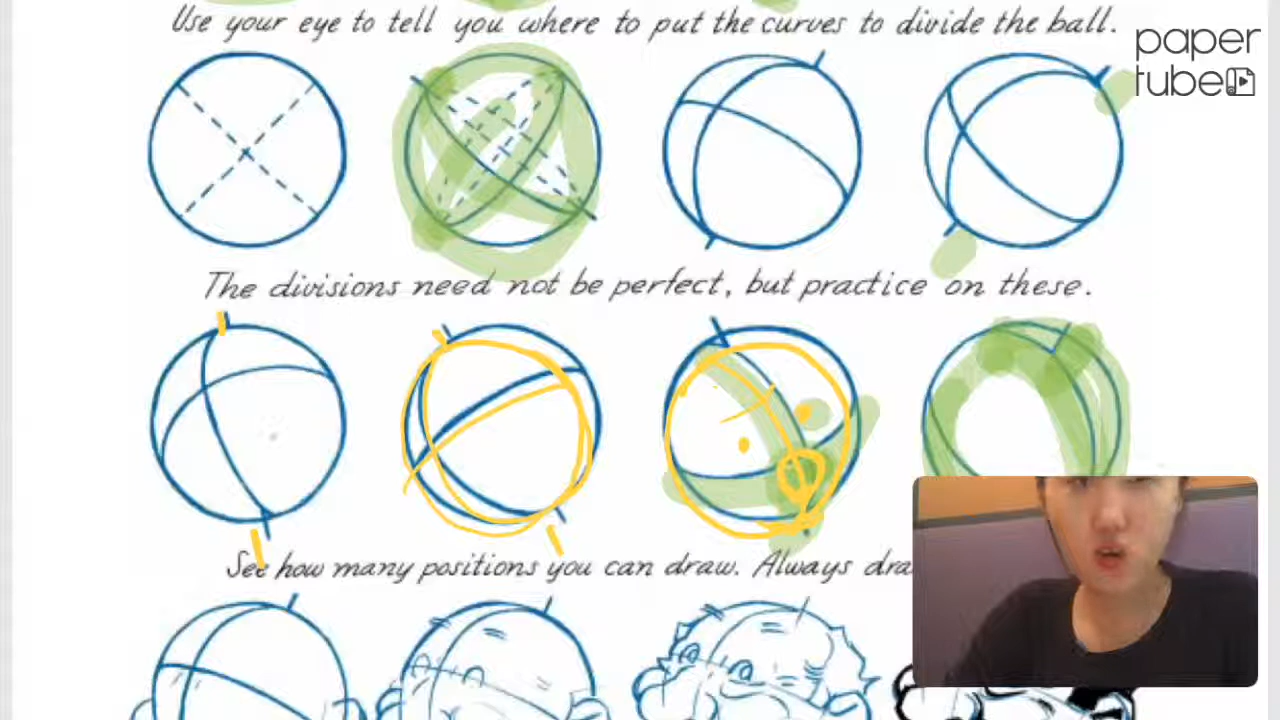 Use your eye to tell you where to put the curves to divide the ball.
paper
tube
The divisions need not be perfect, but practice on these.
See how many positions you can draw. Always dra